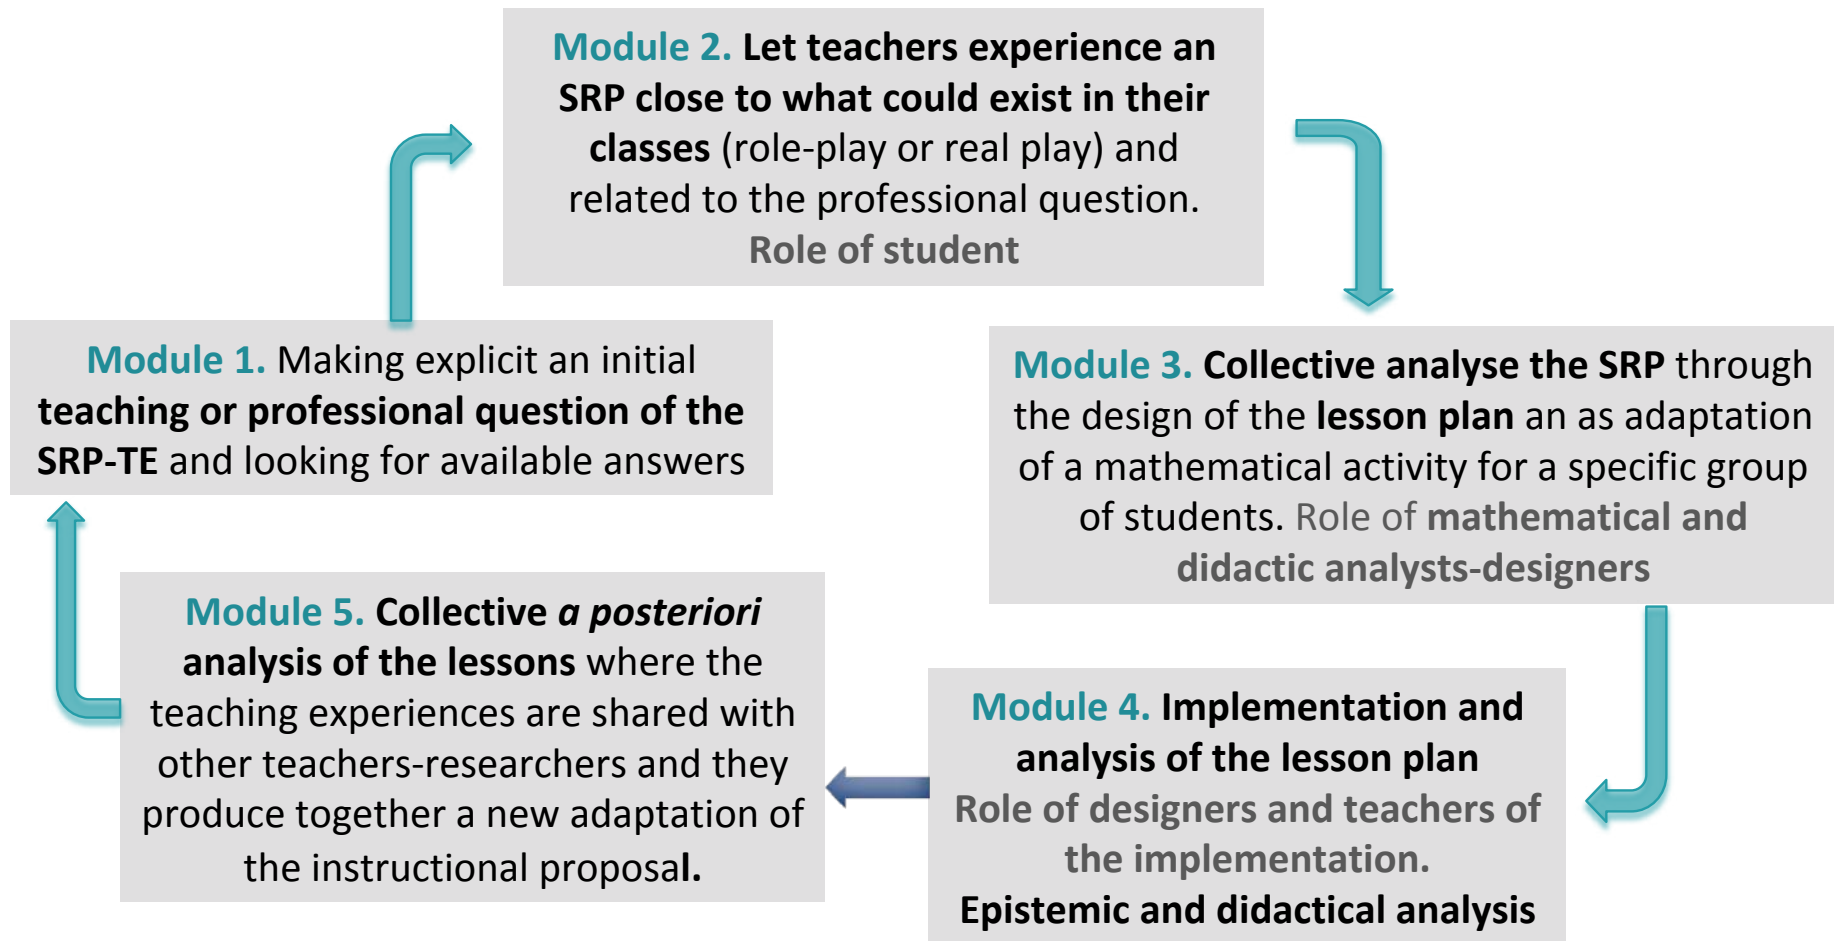 Module 2. Let teachers experience an
SRP close to what could exist in their
classes (role-play or real play) and
related to the professional question.
Role of student
Module 1. Making explicit an initial
teaching or professional question of the
SRP-TE and looking for available answers
Module 3. Collective analyse the SRP through
the design of the lesson plan an as adaptation
of a mathematical activity for a specific group
of students. Role of mathematical and
didactic analysts-designers
Module 5. Collective a posteriori
analysis of the lessons where the
teaching experiences are shared with
other teachers-researchers and they
produce together a new adaptation of
the instructional proposal.
Module 4. Implementation and
analysis of the lesson plan
Role of designers and teachers of
the implementation.
Epistemic and didactical analysis